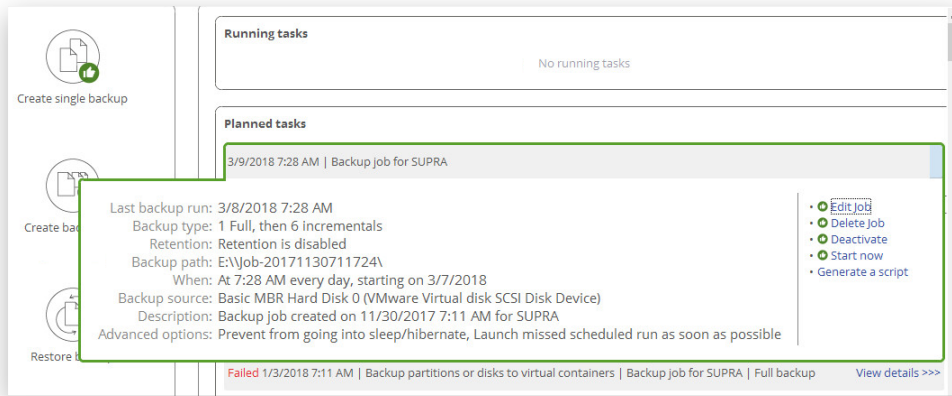 Running tasks
No running tasks
Create single backup
Planned tasks
3/9/2018 7:28 AM | Backup job for SUPRA
Last backup run: 3/8/2018 7:28 AM
Backup type: 1 Full, then 6 incrementals
Retention: Retention is disabled
Backup path: E:\\Job-20171130711724\
When: At 7:28 AM every day, starting on 3/7/2018
Backup source: Basic MBR Hard Disk 0 (VMware Virtual disk SCSI Disk Device)
Description: Backup job created on 11/30/2017 7:11 AM for SUPRA
Advanced options: Prevent from going into sleep/hibernate, Launch missed scheduled run as soon as possible
• Edit Job
• Delete Job
• Deactivate
• Start now
• Generate a script
Create
Restore
Failed 1/3/2018 7:11 AM | Backup partitions or disks to virtual containers | Backup job for SUPRA | Full backup View details >>>